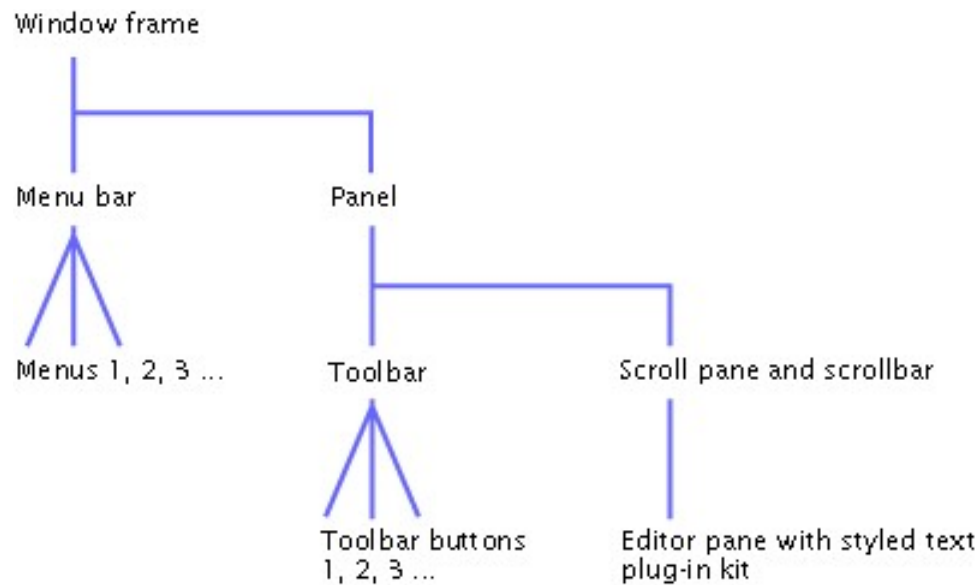 Window frame
Menu bar
Panel
Menus 1, 2, 3 ...
Toolbar
Scroll pane and scrollbar
Toolbar buttons
1, 2, 3 ...
Editor pane with styled text
plug-in kit